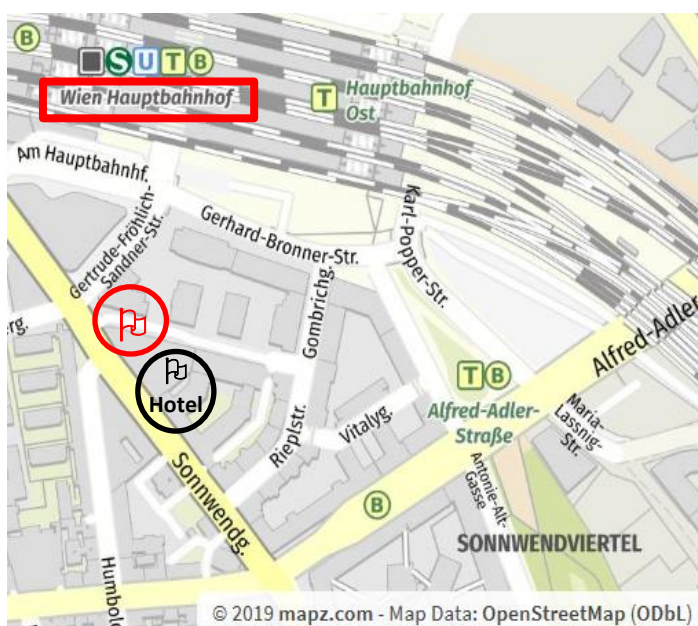 B
S U T B
Wien Hauptbahnhof
T Hauptbahnhof
Ost
Am Hauptbahnhf.
Gertrude-Fröhlich-
Sandner-Str.
Gerhard-Bronner-Str.
Karl-Popper-Str.
Gombrichg.
erg.
Hotel
Alfred-Adler
T B
Alfred-Adler-
Straße
Maria-
Lassnig-
Str.
Rieplstr.
Vitalyg.
Sonnwendg.
Antonie-Alt-
Gasse
B
SONNWENDVIERTEL
Humbol
© 2019 mapz.com - Map Data: OpenStreetMap (ODbL)